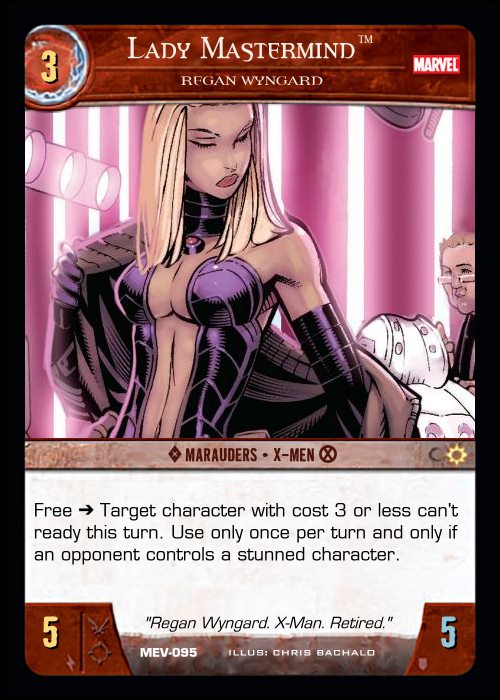 3
LADY MASTERMIND™
REGAN WYNGARD
MARVEL
MARAUDERS • X-MEN
C
Free ➔ Target character with cost 3 or less can't
ready this turn. Use only once per turn and only if
an opponent controls a stunned character.
"Regan Wyngard. X-Man. Retired."
5
MEV-095 ILLUS: CHRIS BACHALO
5